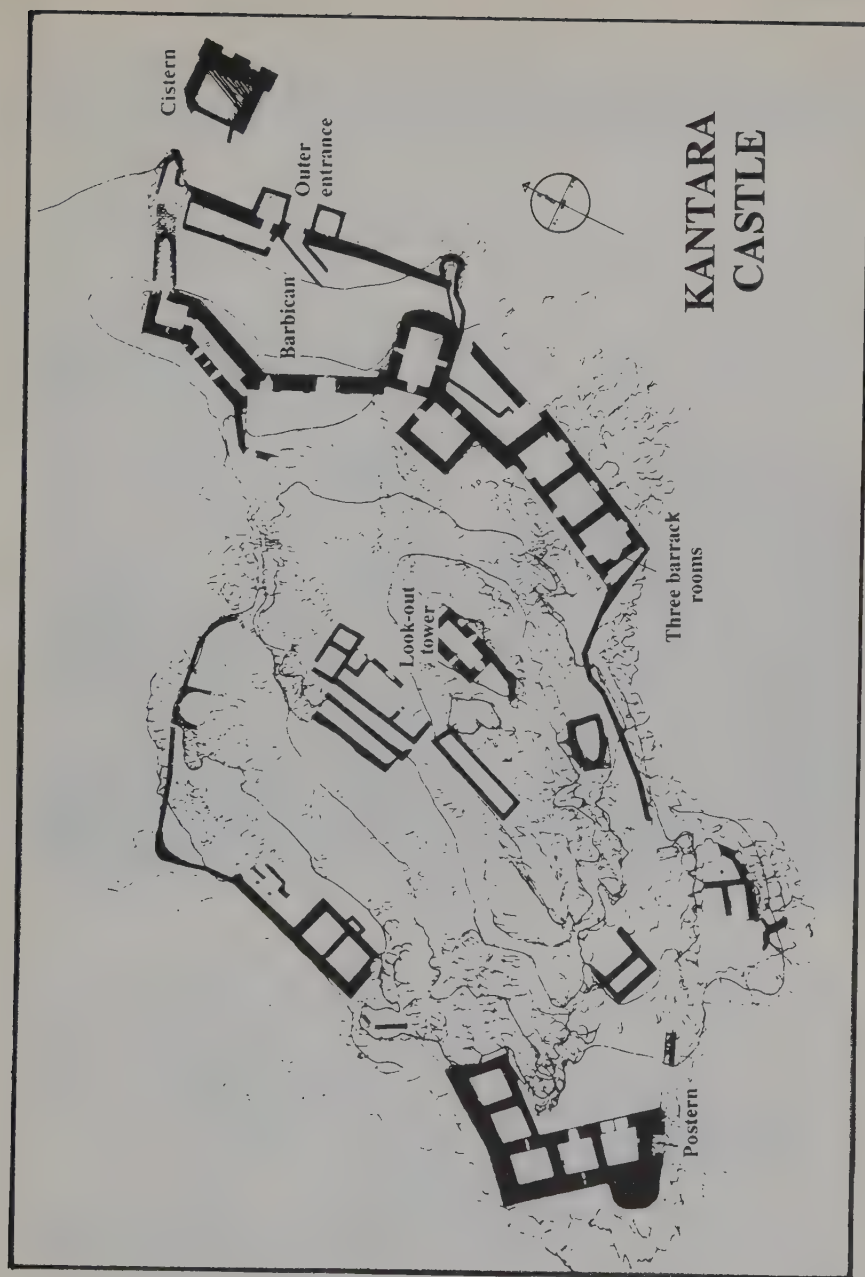 Cistern
Outer
entrance
Barbican
KANTARA
CASTLE
Look-out
tower
Three barrack
rooms
Postern